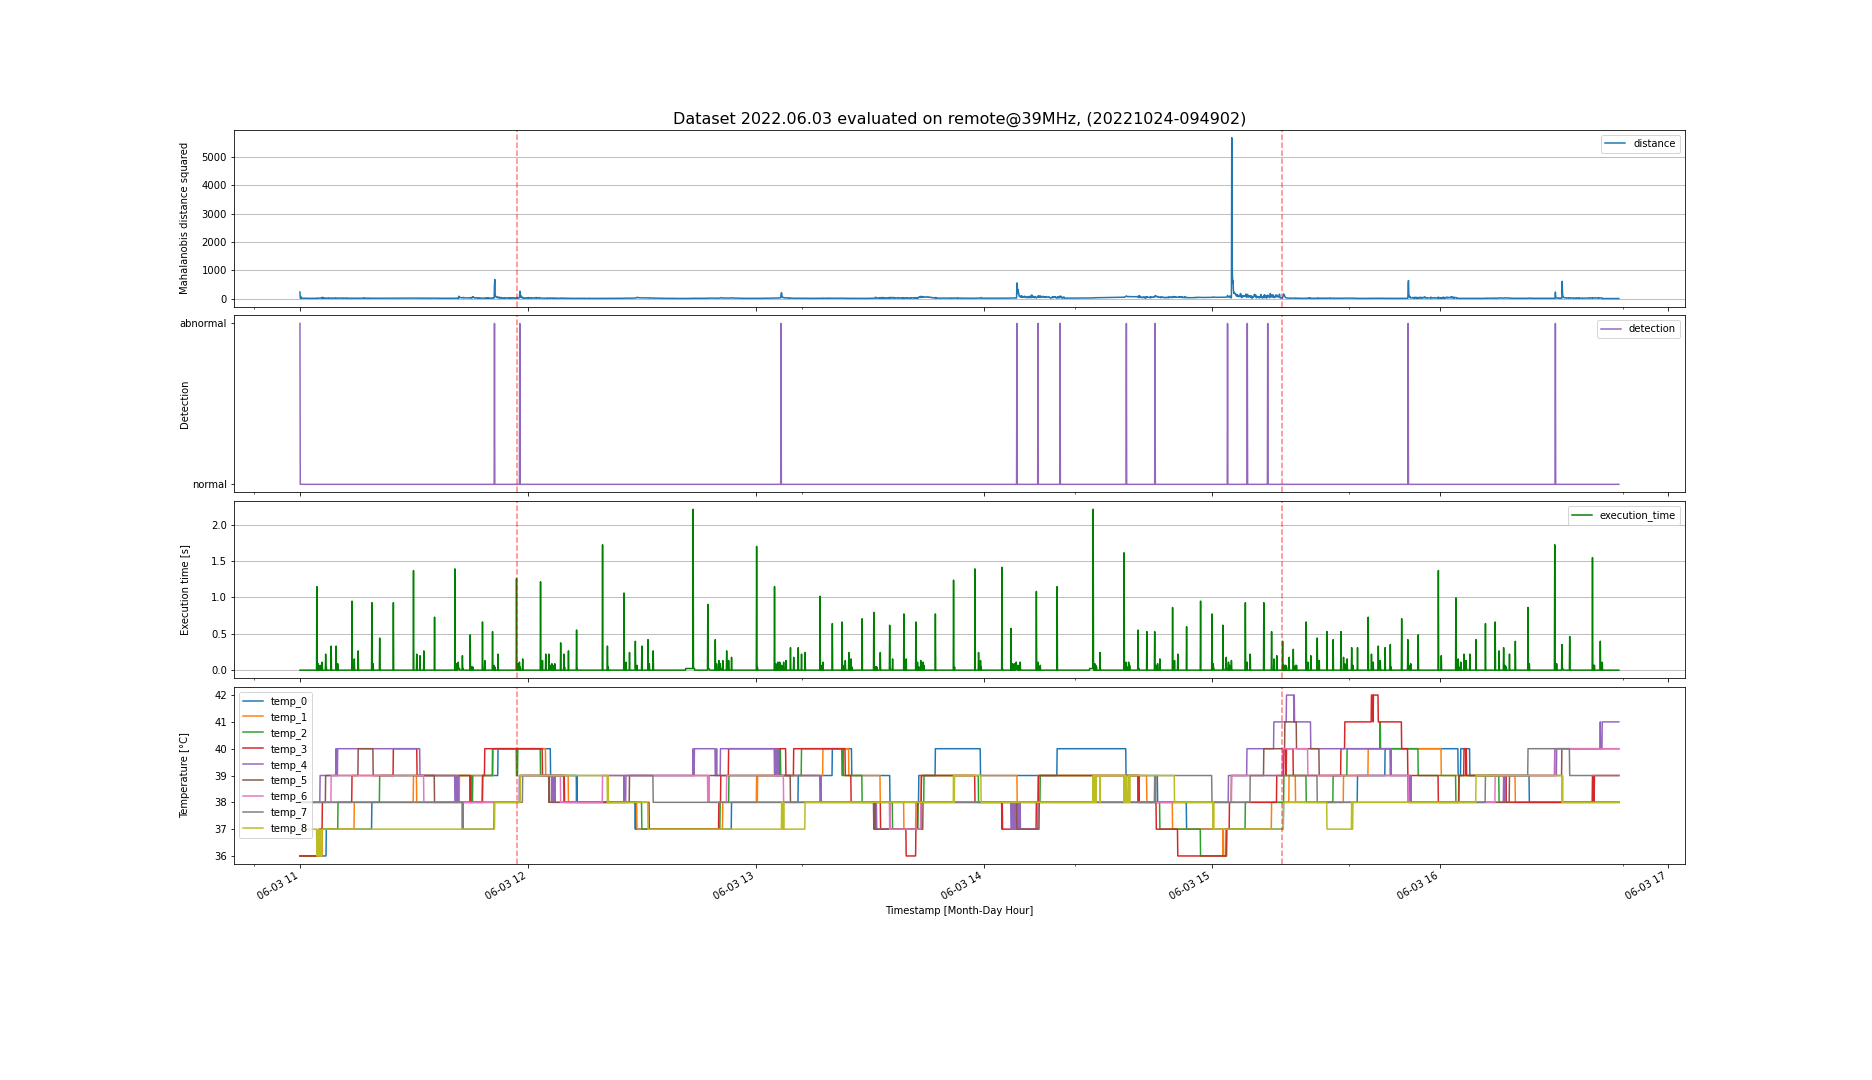 Dataset 2022.06.03 evaluated on remote@39MHz, (20221024-094902)
Mahalanobis distance squared
5000
4000
3000
2000
1000
0
distance
Detection
abnormal
normal
detection
Execution time [s]
2.0
1.5
1.0
0.5
0.0
execution_time
Temperature [°C]
42
41
40
39
38
37
36
temp_0
temp_1
temp_2
temp_3
temp_4
temp_5
temp_6
temp_7
temp_8
06-03 11
06-03 12
06-03 13
06-03 14
06-03 15
06-03 16
06-03 17
Timestamp [Month-Day Hour]